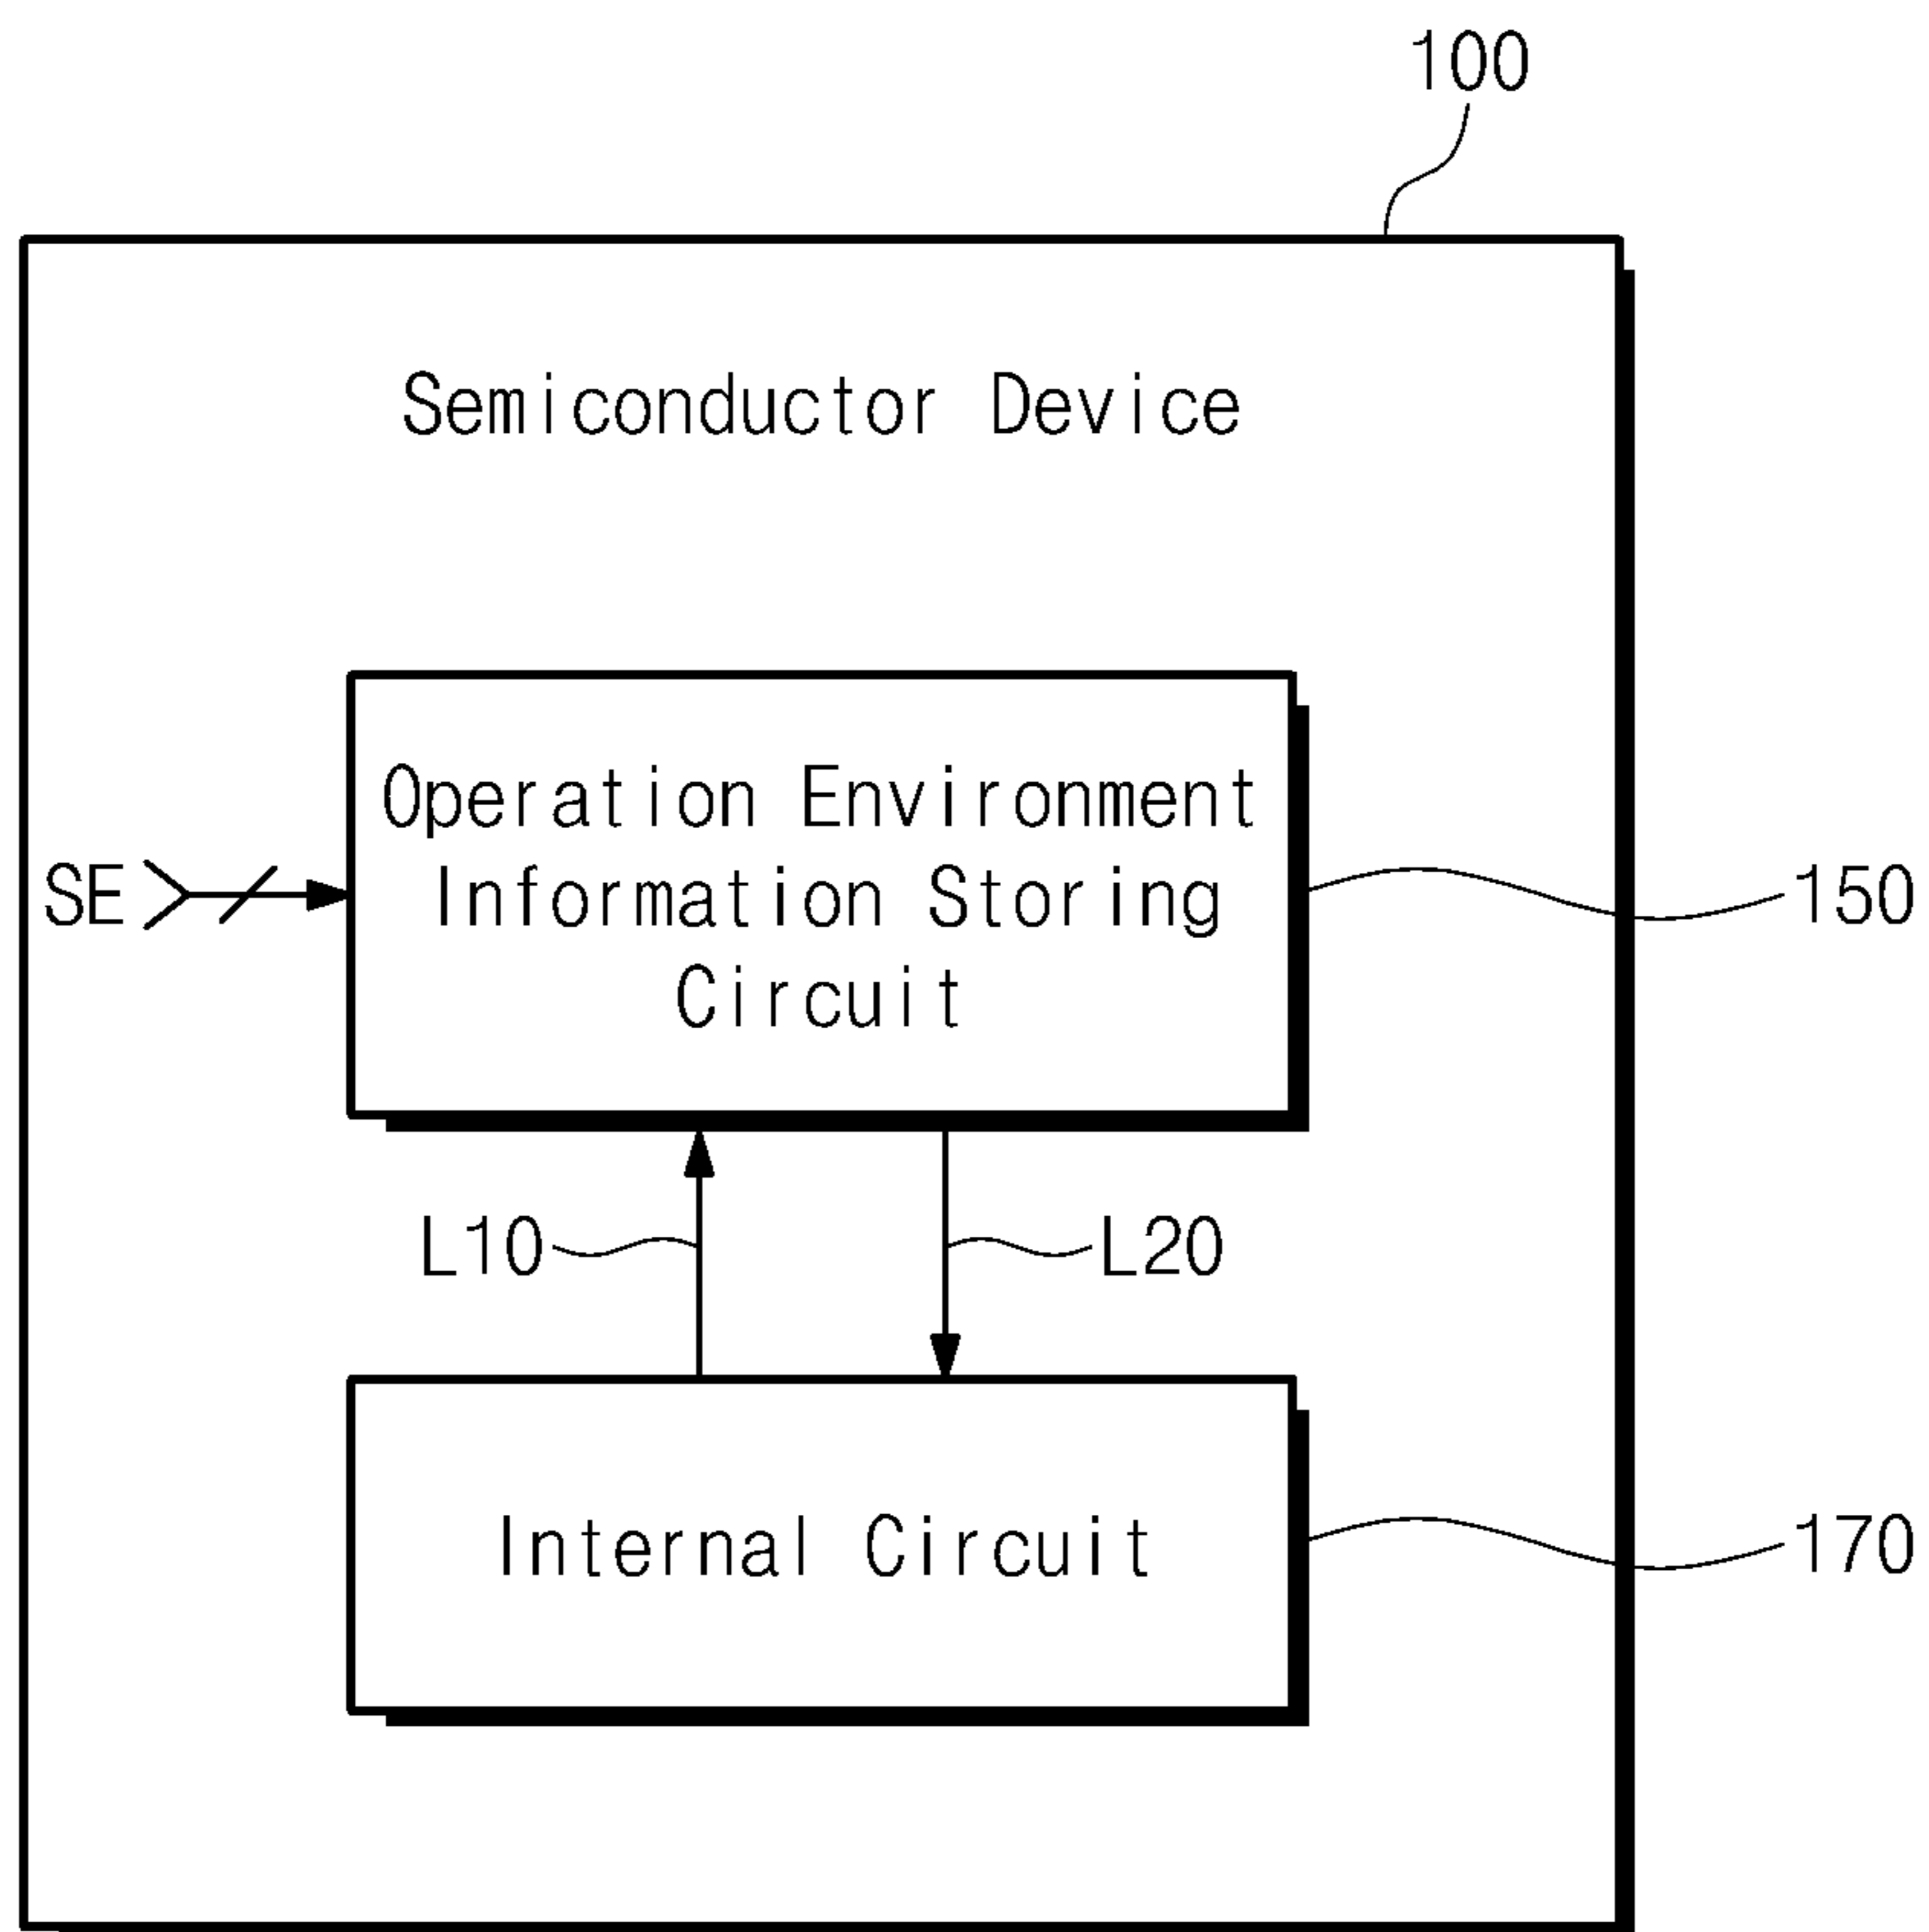 100
Semiconductor Device
Operation Environment
Information Storing
Circuit
SE
150
L10
L20
Internal Circuit
170